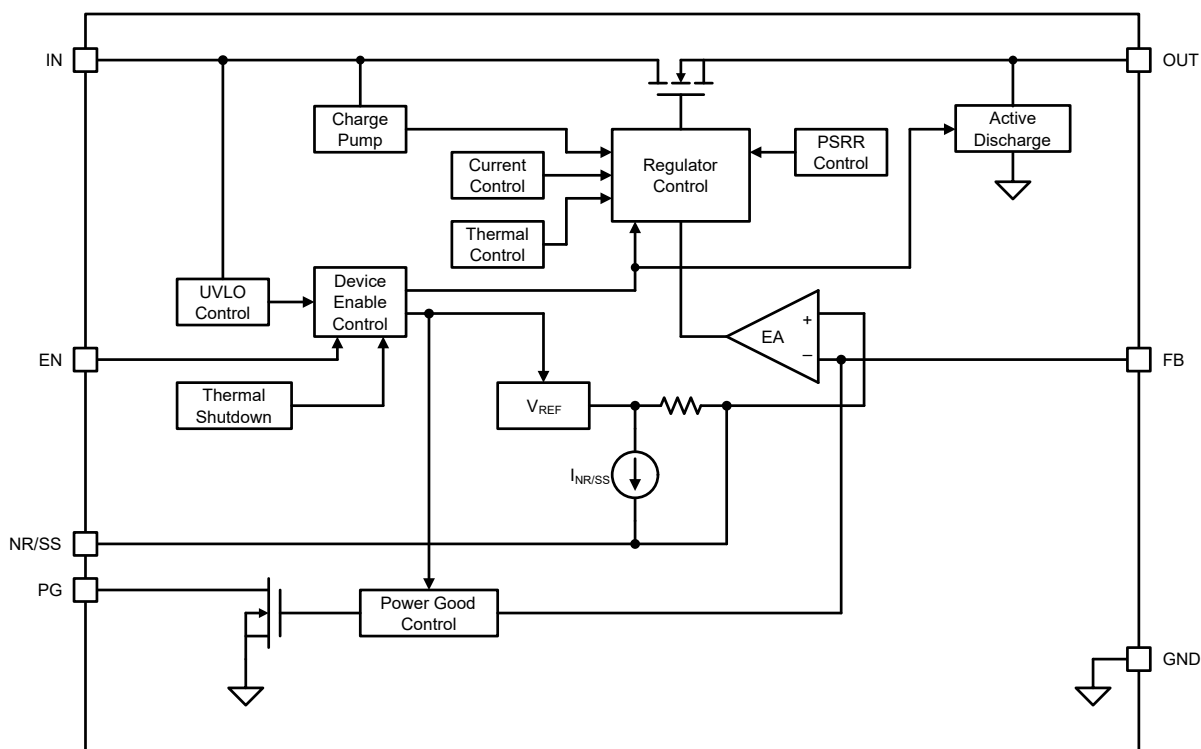 IN
OUT
Charge
Pump
Active
Discharge
Current
Control
Regulator
Control
PSRR
Control
Thermal
Control
UVLO
Control
Device
Enable
Control
+
EA
–
EN
FB
Thermal
Shutdown
VREF
INR/SS
NR/SS
PG
Power Good
Control
GND